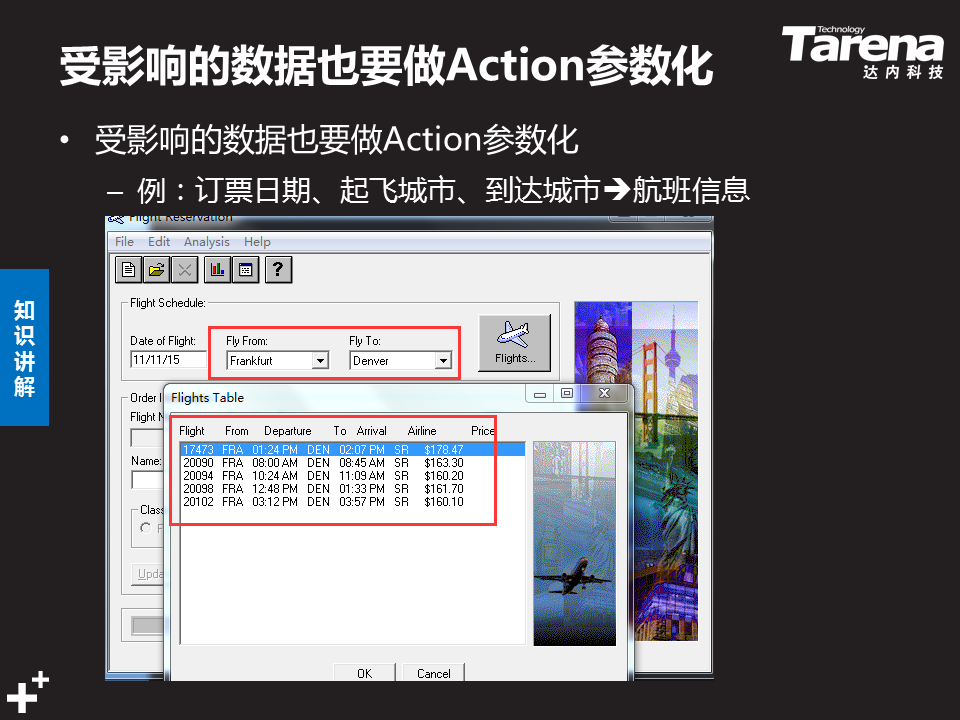 受影响的数据也要做Action参数化
Technology
Tarena
达内科技
• 受影响的数据也要做Action参数化
– 例：订票日期、起飞城市、到达城市➔航班信息
知识讲解
Flight Reservation
File Edit Analysis Help
?
Flight Schedule:
Date of Flight: Fly From: Fly To:
11/11/15 Frankfurt Denver
Flights...
Order I
Flight N
Name:
Class
F
Upda
Flights Table
Flight From Departure To Arrival Airline Price
17473 FRA 01:24 PM DEN 02:07 PM SR $178.47
20090 FRA 08:00 AM DEN 08:45 AM SR $163.30
20094 FRA 10:24 AM DEN 11:09 AM SR $160.20
20098 FRA 12:48 PM DEN 01:33 PM SR $161.70
20102 FRA 03:12 PM DEN 03:57 PM SR $160.10
OK Cancel